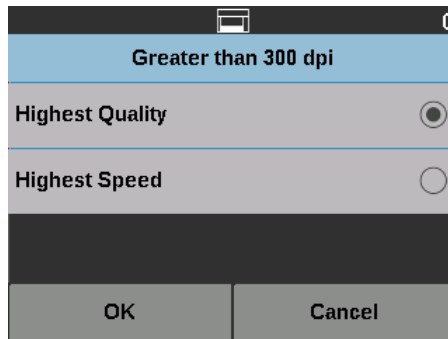 Greater than 300 dpi
Highest Quality
Highest Speed
OK
Cancel